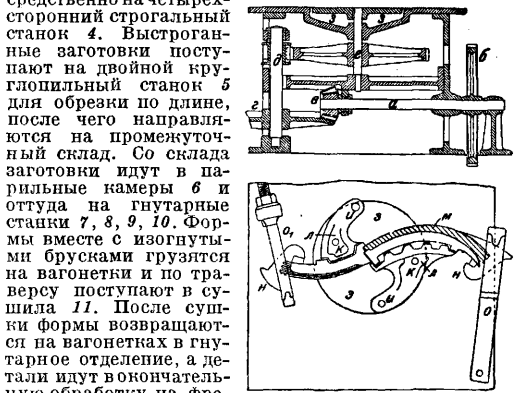 средственно на четырех-
сторонний строгальный
станок 4. Выстроган-
ные заготовки посту-
пают на двойной кру-
глопильный станок 5
для обрезки по длине,
после чего направля-
ются на промежуточ-
ный склад. Со склада
заготовки идут в па-
рильные камеры 6 и
оттуда на гнутарные
станки 7, 8, 9, 10. Фор-
мы вместе с изогнуты-
ми брусками грузятся
на вагонетки и по тра-
версу поступают в су-
шила 11. После суш-
ки формы возвращают-
ся на вагонетках в гну-
тарное отделение, а де-
тали идут в окончатель-
ную обработку на фре-
з
з
д
е
б
г
в
а
и
О₁
л
к
з
м
н
к
л
н
з
и
О